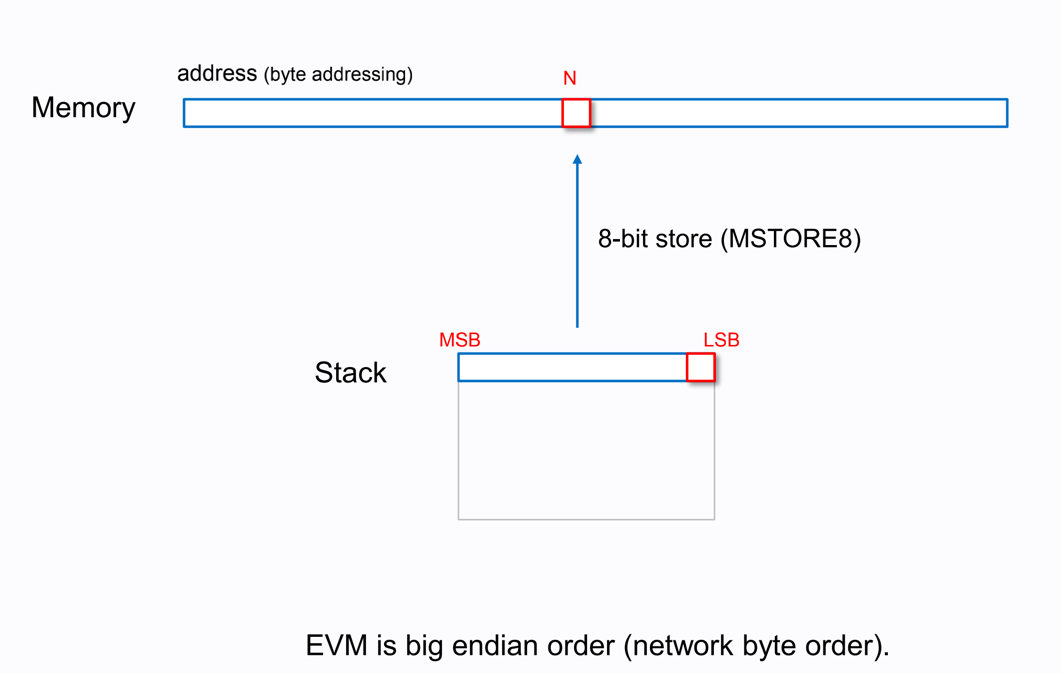 address (byte addressing)
N
Memory
8-bit store (MSTORE8)
MSB
LSB
Stack
EVM is big endian order (network byte order).